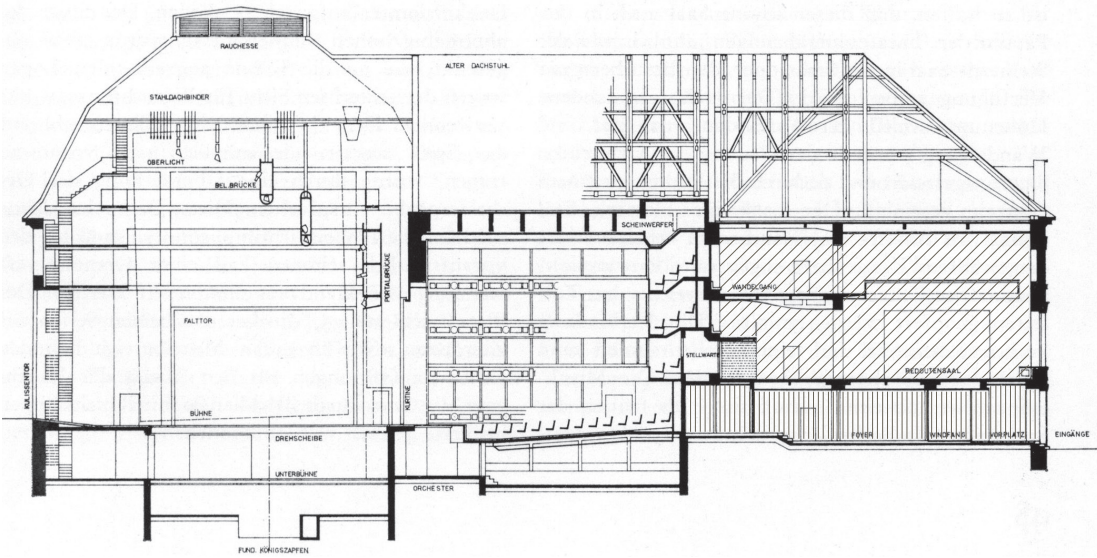 RAUCHESSE
ALTER DACHSTUHL
STAHLDACHBINDER
OBERLICHT
BEL.BRÜCKE
SCHEINWERFER
PORTALBRÜCKE
WANDELGANG
FALTTOR
STELLWARTE
KULISSENTOR
REDOUTENSAAL
KURTINE
BÜHNE
DREHSCHEIBE
FOYER
WINDFANG
VORPLATZ
EINGÄNGE
UNTERBÜHNE
ORCHESTER
FUND. KÖNIGSZAPFEN